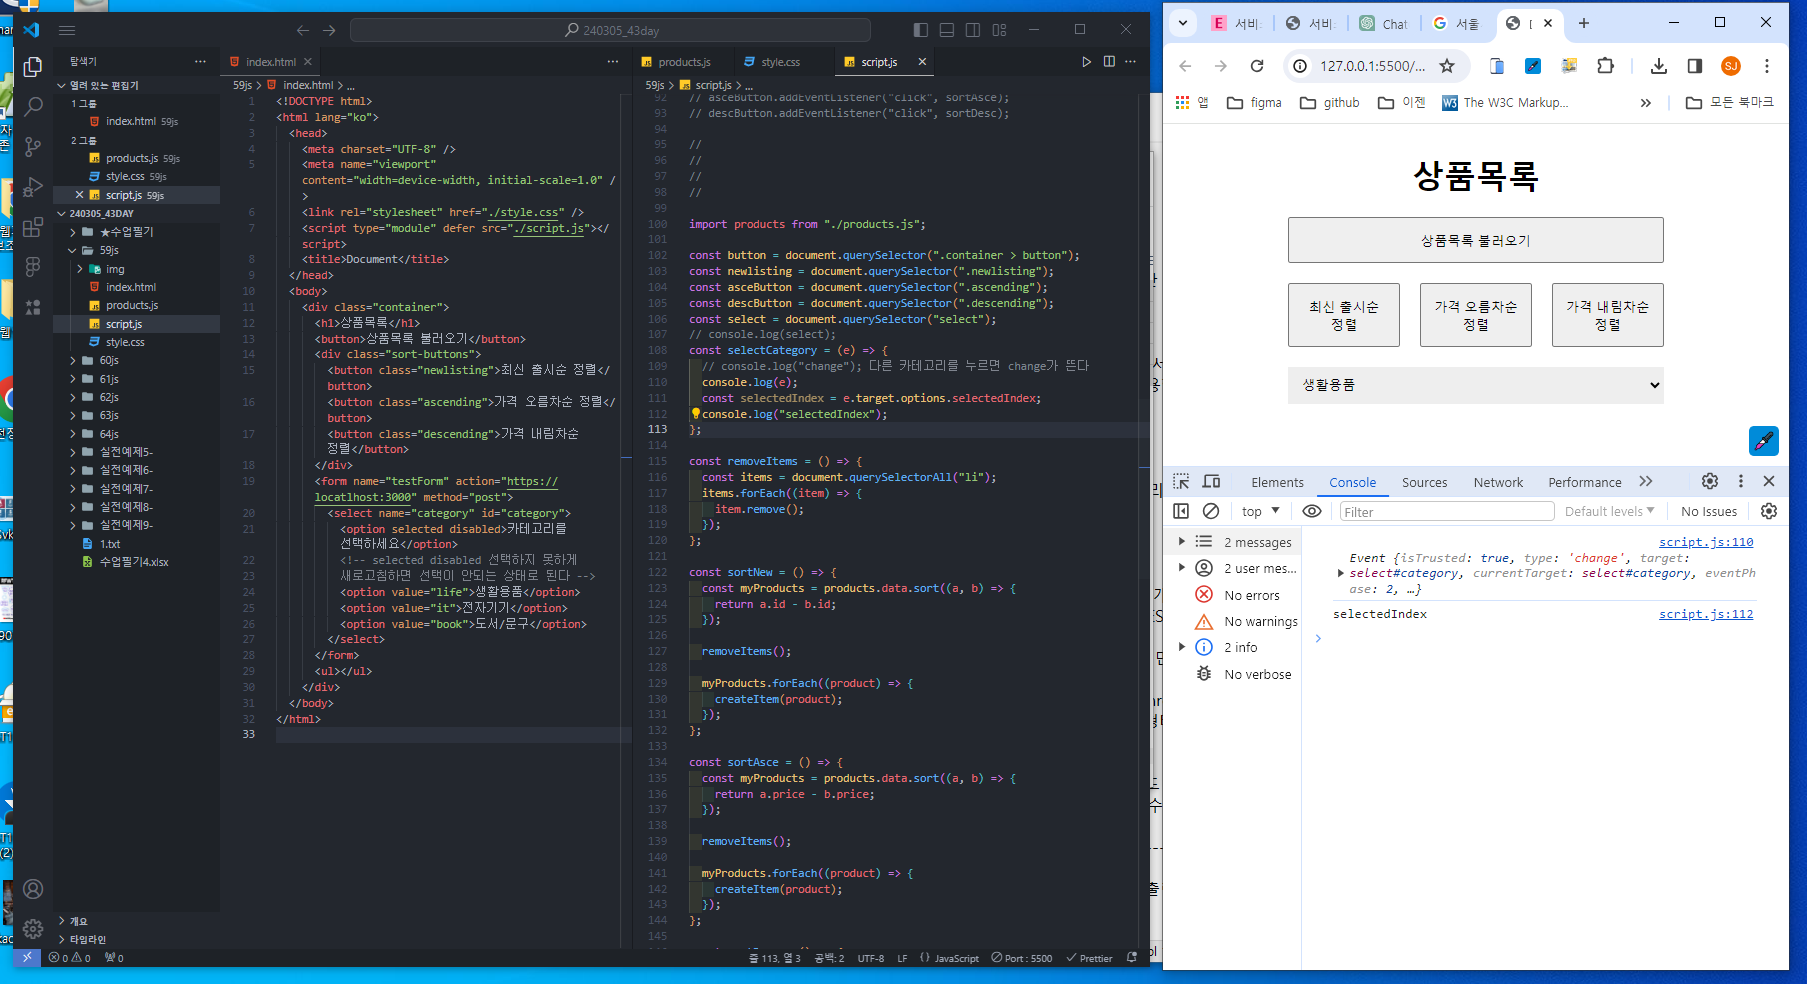 240305_43day
탐색기
열려 있는 편집기
1 그룹
index.html 59js
2 그룹
products.js 59js
style.css 59js
script.js 59js
240305_43DAY
★수업필기
59js
img
index.html
products.js
script.js
style.css
60js
61js
62js
63js
64js
실전예제5-
실전예제6-
실전예제7-
실전예제8-
실전예제9-
1.txt
수업필기4.xlsx
개요
타임라인
index.html
59js > index.html > ...
1 <!DOCTYPE html>
2 <html lang="ko">
3 <head>
4 <meta charset="UTF-8" />
5 <meta name="viewport"
content="width=device-width, initial-scale=1.0" /
>
6 <link rel="stylesheet" href="./style.css" />
7 <script type="module" defer src="./script.js"></
script>
8 <title>Document</title>
9 </head>
10 <body>
11 <div class="container">
12 <h1>상품목록</h1>
13 <button>상품목록 불러오기</button>
14 <div class="sort-buttons">
15 <button class="newlisting">최신 출시순 정렬</
button>
16 <button class="ascending">가격 오름차순 정렬</
button>
17 <button class="descending">가격 내림차순
정렬</button>
18 </div>
19 <form name="testForm" action="https://
localthost:3000" method="post">
20 <select name="category" id="category">
21 <option selected disabled>카테고리를
선택하세요</option>
22 <!-- selected disabled 선택하지 못하게
23 새로고침하면 선택이 안되는 상태로 된다 -->
24 <option value="life">생활용품</option>
25 <option value="it">전자기기</option>
26 <option value="book">도서/문구</option>
27 </select>
28 </form>
29 <ul></ul>
30 </div>
31 </body>
32 </html>
33
products.js
style.css
script.js
59js > script.js > ...
92 // asceButton.addEventListener("click", sortAsce);
93 // descButton.addEventListener("click", sortDesc);
94
95 //
96 //
97 //
98 //
99
100 import products from "./products.js";
101
102 const button = document.querySelector(".container > button");
103 const newlisting = document.querySelector(".newlisting");
104 const asceButton = document.querySelector(".ascending");
105 const descButton = document.querySelector(".descending");
106 const select = document.querySelector("select");
107 // console.log(select);
108 const selectCategory = (e) => {
109 // console.log("change"); 다른 카테고리를 누르면 change가 뜬다
110 console.log(e);
111 const selectedIndex = e.target.options.selectedIndex;
112 console.log("selectedIndex");
113 };
114
115 const removeItems = () => {
116 const items = document.querySelectorAll("li");
117 items.forEach((item) => {
118 item.remove();
119 });
120 };
121
122 const sortNew = () => {
123 const myProducts = products.data.sort((a, b) => {
124 return a.id - b.id;
125 });
126
127 removeItems();
128
129 myProducts.forEach((product) => {
130 createItem(product);
131 });
132 };
133
134 const sortAsce = () => {
135 const myProducts = products.data.sort((a, b) => {
136 return a.price - b.price;
137 });
138
139 removeItems();
140
141 myProducts.forEach((product) => {
142 createItem(product);
143 });
144 };
145
0 0 0
줄 113, 열 3 공백: 2 UTF-8 LF {} JavaScript Port : 5500 Prettier
서비
서비
Chat
서울
127.0.0.1:5500/...
SJ
앱 figma github 이젠 The W3C Markup... » 모든 북마크
상품목록
상품목록 불러오기
최신 출시순
정렬
가격 오름차순
정렬
가격 내림차순
정렬
생활용품
Elements Console Sources Network Performance »
top Filter Default levels No Issues
2 messages
2 user mes...
No errors
No warnings
2 info
No verbose
script.js:110
Event {isTrusted: true, type: 'change', target:
select#category, currentTarget: select#category, eventPh
ase: 2, …}
selectedIndex script.js:112